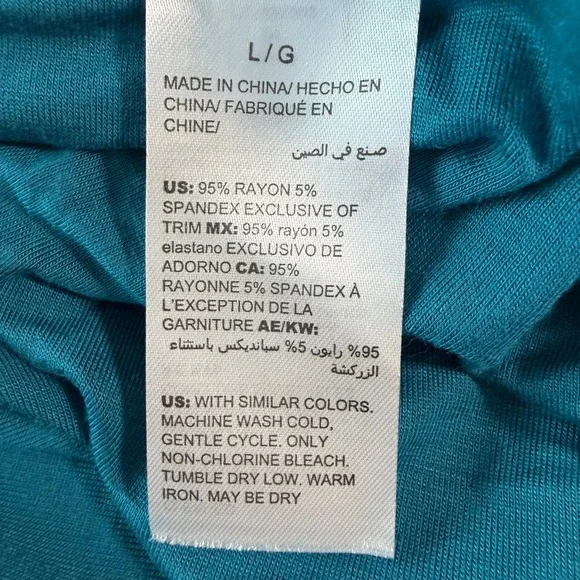 L/G
MADE IN CHINA/ HECHO EN
CHINA/ FABRIQUÉ EN
CHINE/
صنع في الصين
US: 95% RAYON 5%
SPANDEX EXCLUSIVE OF
TRIM MX: 95% rayón 5%
elastano EXCLUSIVO DE
ADORNO CA: 95%
RAYONNE 5% SPANDEX À
L'EXCEPTION DE LA
GARNITURE AE/KW:
95% رايون 5% سبانديكس باستثناء
الزركشة
US: WITH SIMILAR COLORS.
MACHINE WASH COLD,
GENTLE CYCLE. ONLY
NON-CHLORINE BLEACH.
TUMBLE DRY LOW. WARM
IRON. MAY BE DRY